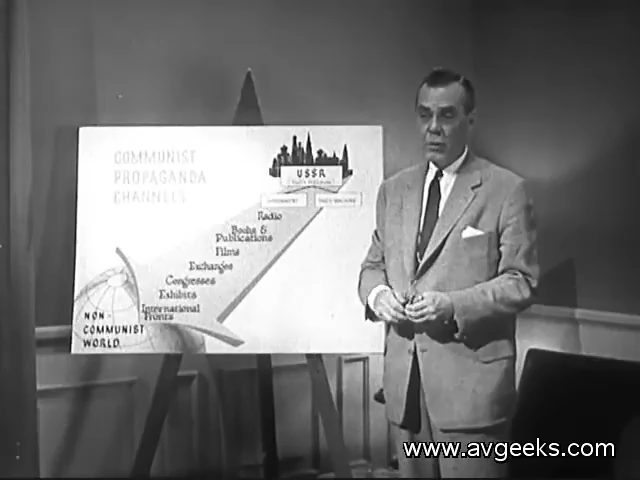 COMMUNIST
PROPAGANDA
CHANNELS
USSR
Radio
Books &
Publications
Films
Exchanges
Congresses
Exhibits
International
Fronts
NON-
COMMUNIST
WORLD
www.avgeeks.com